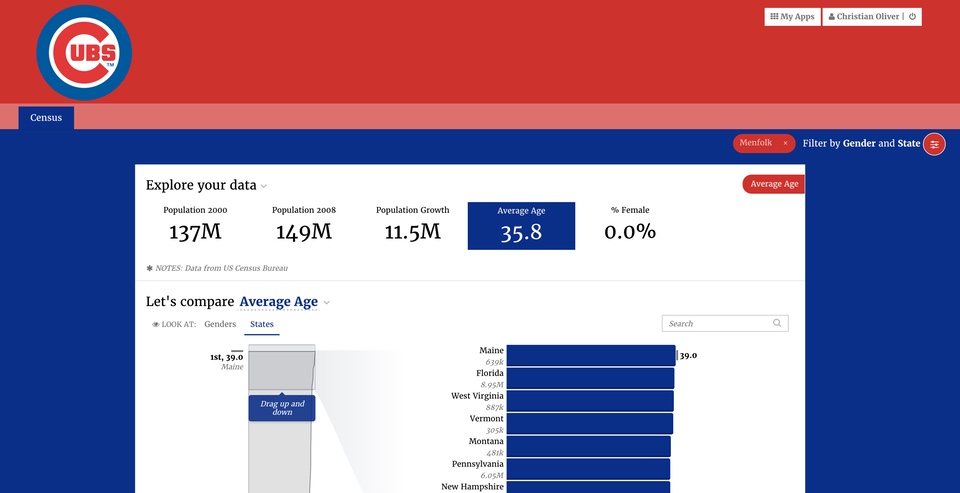 CUBS
TM
My Apps
Christian Oliver |
Census
Menfolk ×
Filter by Gender and State
Explore your data
Average Age
Population 2000
137M
Population 2008
149M
Population Growth
11.5M
Average Age
35.8
% Female
0.0%
✱ NOTES: Data from US Census Bureau
Let's compare Average Age
LOOK AT: Genders States
Search
1st, 39.0
Maine
Drag up and
down
Maine
639k
39.0
Florida
8.95M
West Virginia
887k
Vermont
305k
Montana
481k
Pennsylvania
6.05M
New Hampshire